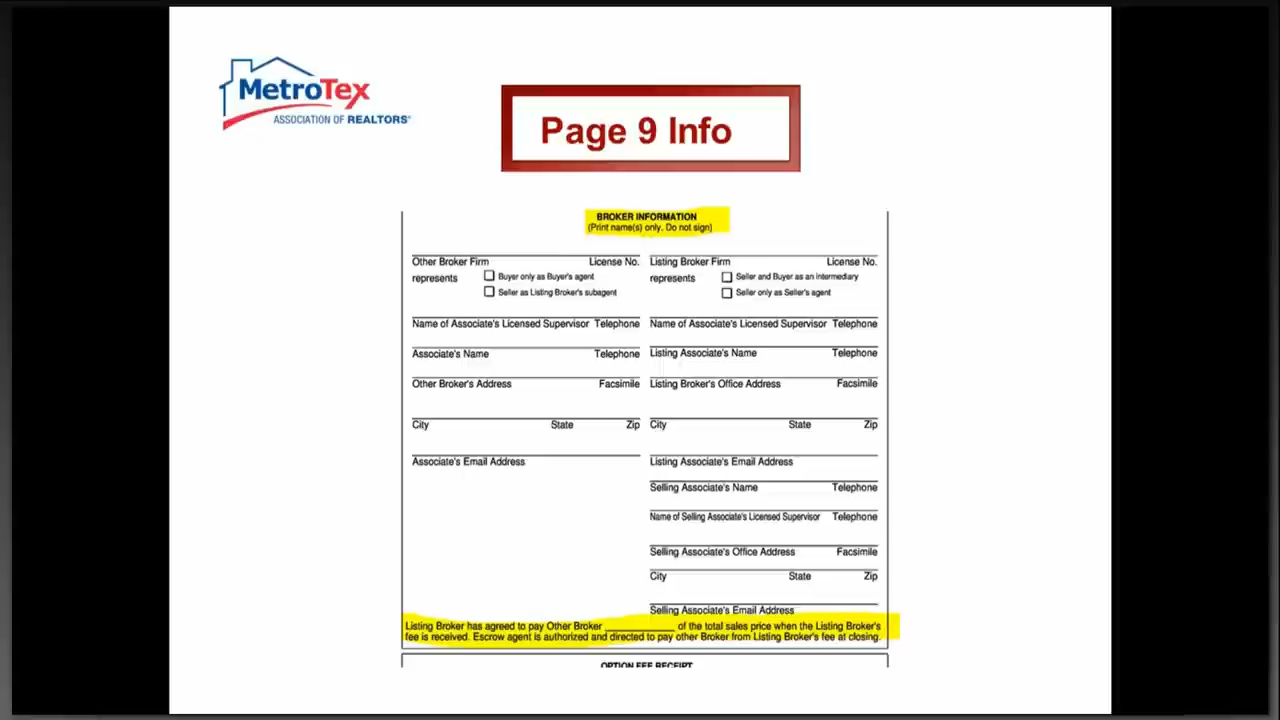 MetroTex
ASSOCIATION OF REALTORS®
Page 9 Info
BROKER INFORMATION
(Print name(s) only. Do not sign)
Other Broker Firm License No.
represents
Buyer only as Buyer's agent
Seller as Listing Broker's subagent
Name of Associate's Licensed Supervisor Telephone
Associate's Name Telephone
Other Broker's Address Facsimile
City State Zip
Associate's Email Address
Listing Broker Firm License No.
represents
Seller and Buyer as an intermediary
Seller only as Seller's agent
Name of Associate's Licensed Supervisor Telephone
Listing Associate's Name Telephone
Listing Broker's Office Address Facsimile
City State Zip
Listing Associate's Email Address
Selling Associate's Name Telephone
Name of Selling Associate's Licensed Supervisor Telephone
Selling Associate's Office Address Facsimile
City State Zip
Selling Associate's Email Address
Listing Broker has agreed to pay Other Broker ____________ of the total sales price when the Listing Broker's
fee is received. Escrow agent is authorized and directed to pay other Broker from Listing Broker's fee at closing.
OPTION FEE RECEIPT